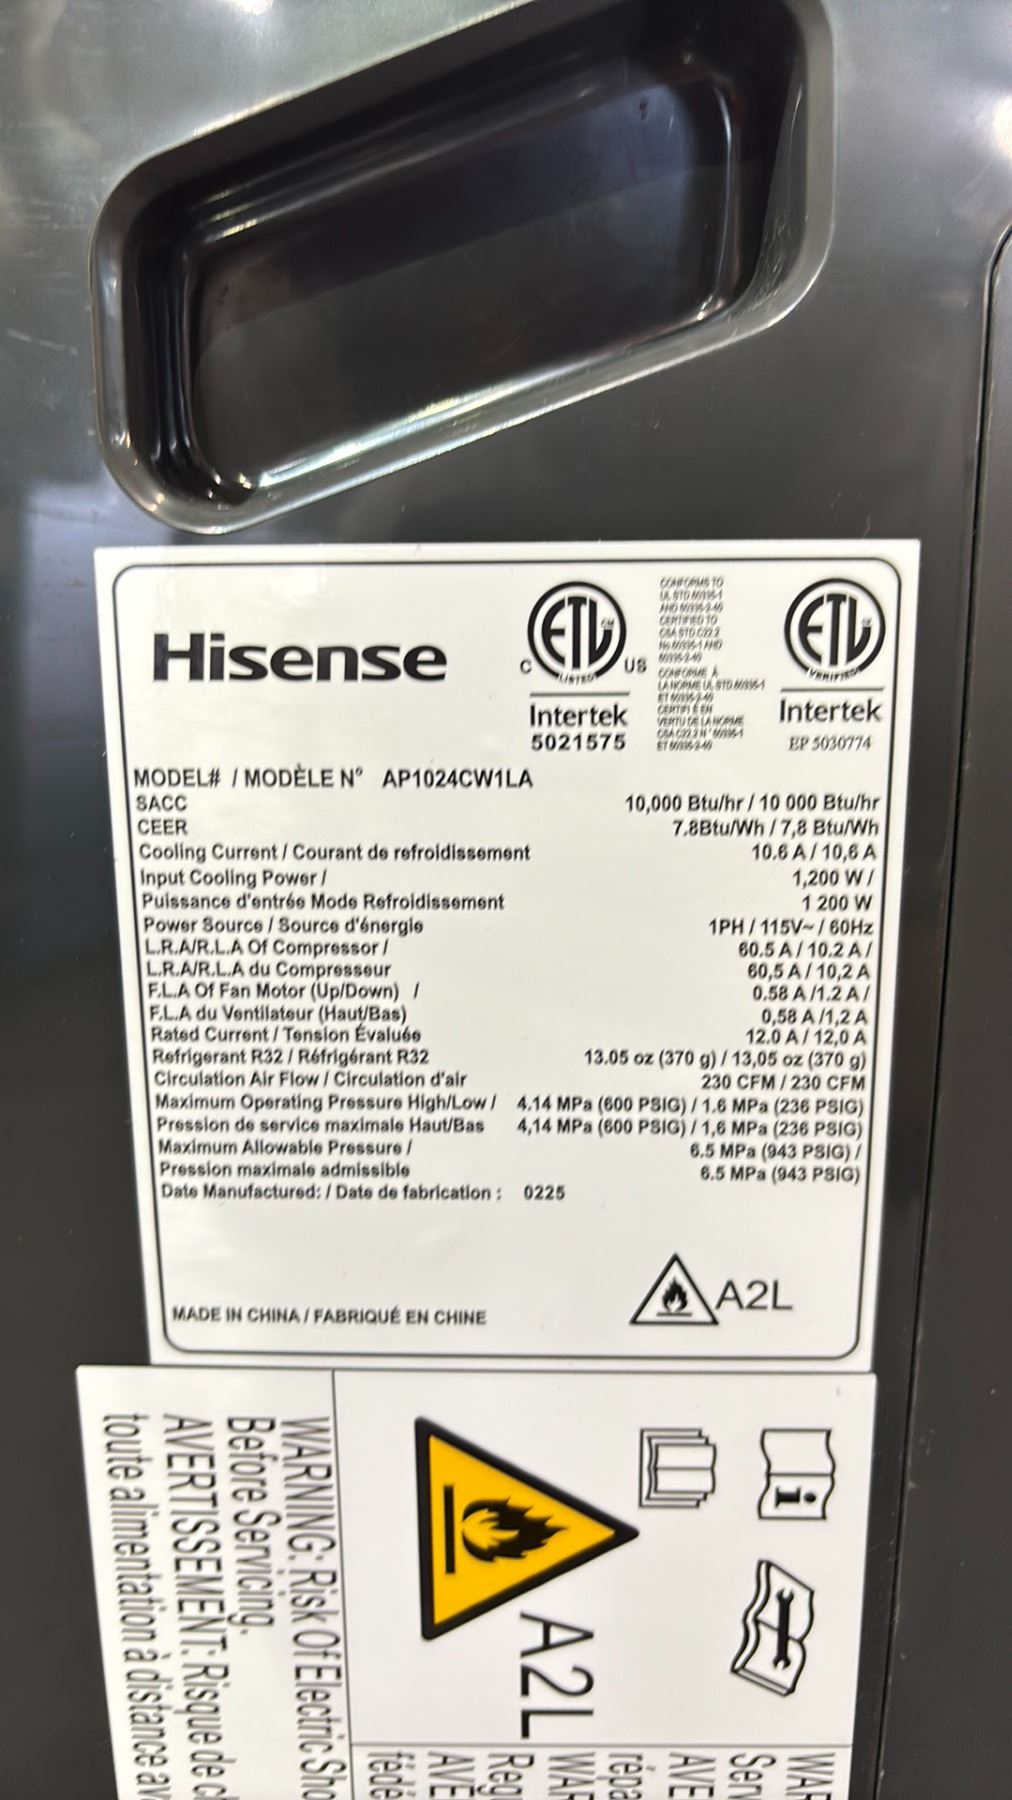 Hisense
C
ETL
CM
LISTED
US
Intertek
5021575
CONFORMS TO
UL STD.60335-1
AND 60335-2-40
CERTIFIED TO
CSA STD C22.2
No.60335-1 AND
60335-2-40
CONFORME À
LA NORME UL STD.60335-1
ET 60335-2-40
CERTIFIÉ EN
VERTU DE LA NORME
CSA C22.2 N° 60335-1
ET 60335-2-40
ETL
VERIFIED
Intertek
EP 5030774
MODEL# / MODÈLE N° AP1024CW1LA
SACC 10,000 Btu/hr / 10 000 Btu/hr
CEER 7.8Btu/Wh / 7,8 Btu/Wh
Cooling Current / Courant de refroidissement 10.6 A / 10,6 A
Input Cooling Power / 1,200 W /
Puissance d'entrée Mode Refroidissement 1 200 W
Power Source / Source d'énergie 1PH / 115V~ / 60Hz
L.R.A/R.L.A Of Compressor / 60.5 A / 10.2 A /
L.R.A/R.L.A du Compresseur 60,5 A / 10,2 A
F.L.A Of Fan Motor (Up/Down) / 0.58 A /1.2 A /
F.L.A du Ventilateur (Haut/Bas) 0,58 A /1,2 A
Rated Current / Tension Évaluée 12.0 A / 12,0 A
Refrigerant R32 / Réfrigérant R32 13.05 oz (370 g) / 13,05 oz (370 g)
Circulation Air Flow / Circulation d'air 230 CFM / 230 CFM
Maximum Operating Pressure High/Low / 4.14 MPa (600 PSIG) / 1.6 MPa (236 PSIG)
Pression de service maximale Haut/Bas 4,14 MPa (600 PSIG) / 1,6 MPa (236 PSIG)
Maximum Allowable Pressure / 6.5 MPa (943 PSIG) /
Pression maximale admissible 6.5 MPa (943 PSIG)
Date Manufactured: / Date de fabrication : 0225
A2L
MADE IN CHINA / FABRIQUÉ EN CHINE
A2L
WARNING: Risk Of Electric Sho
Before Servicing.
AVERTISSEMENT: Risque de c
toute alimentation à distance av
WAR
Serv
AVE
répa
WAR
Reg
AVE
fédé